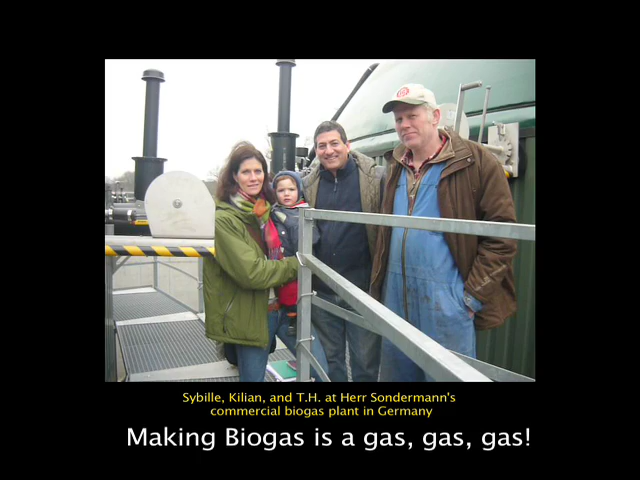 Sybille, Kilian, and T.H. at Herr Sondermann's
commercial biogas plant in Germany
Making Biogas is a gas, gas, gas!